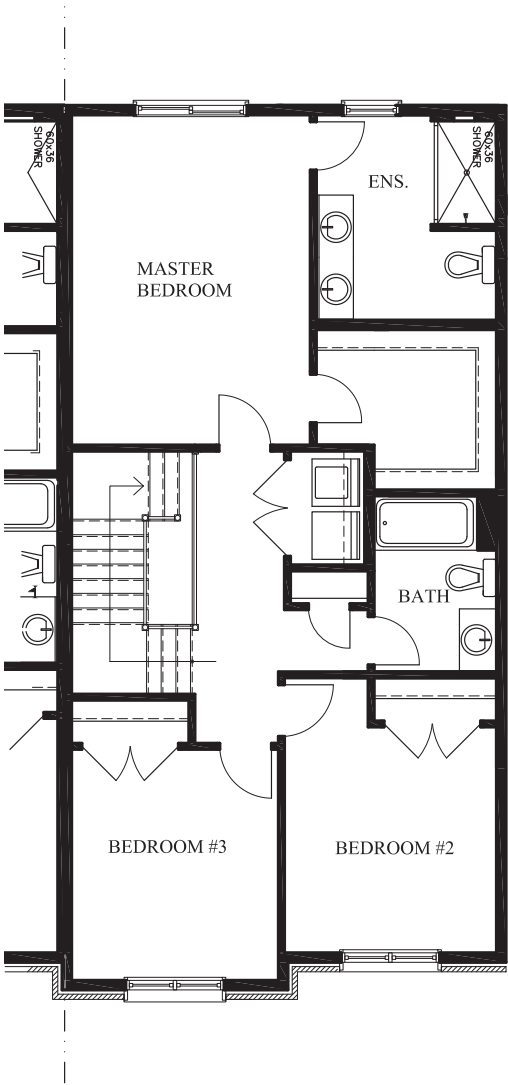 60x36
SHOWER
60x36
SHOWER
ENS.
MASTER
BEDROOM
BATH
BEDROOM #3
BEDROOM #2